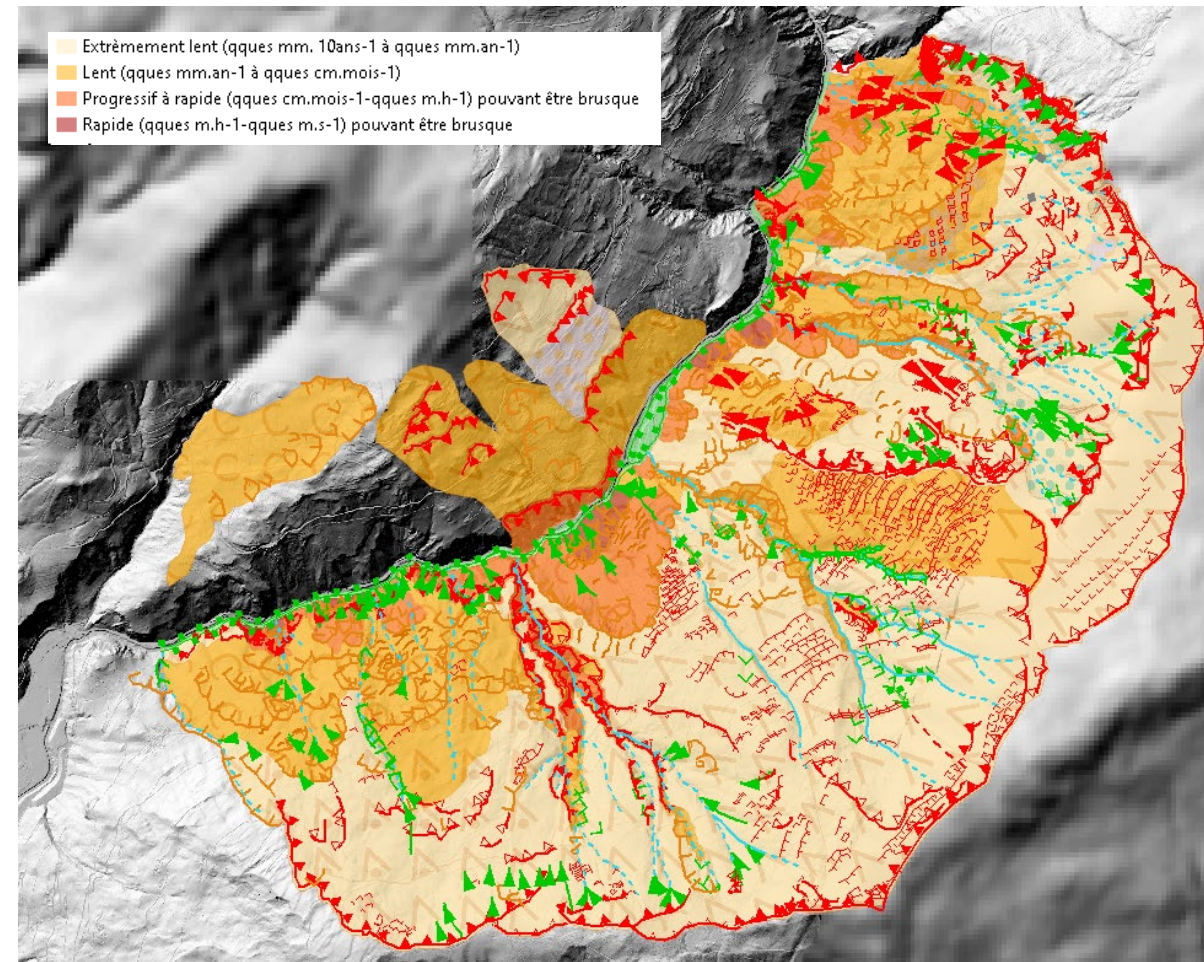 Extrèmement lent (qques mm. 10ans-1 à qques mm.an-1)
Lent (qques mm.an-1 à qques cm.mois-1)
Progressif à rapide (qques cm.mois-1-qques m.h-1) pouvant être brusque
Rapide (qques m.h-1-qques m.s-1) pouvant être brusque